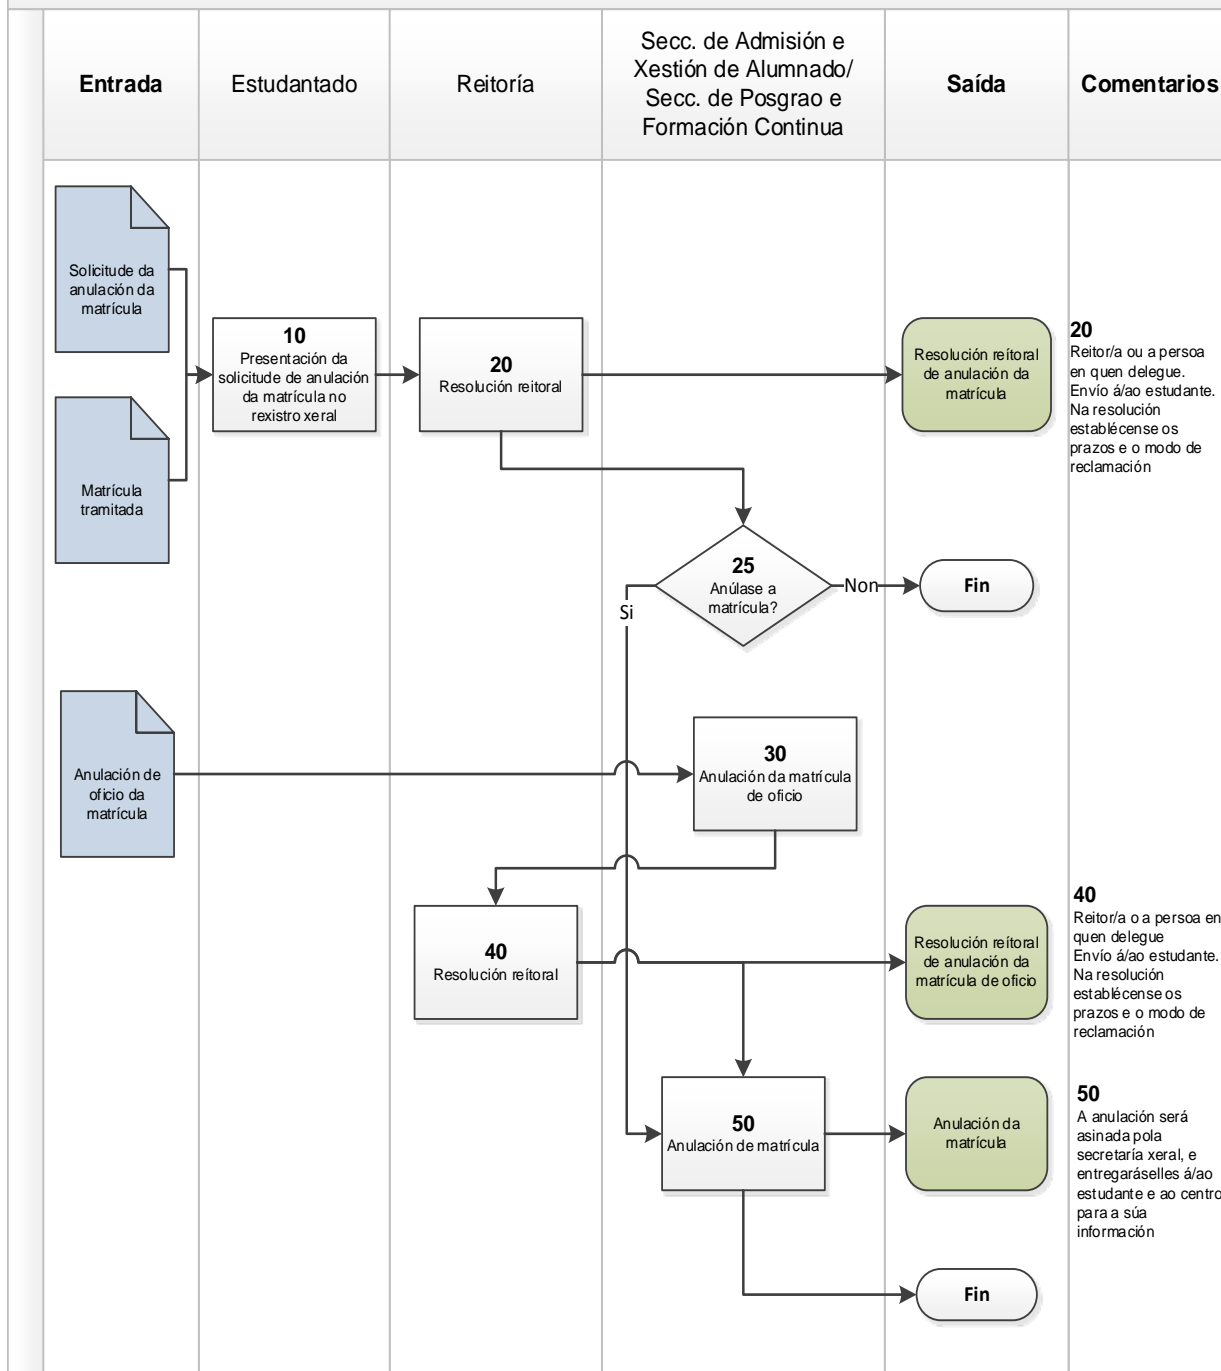 Entrada
Estudantado
Reitoría
Secc. de Admisión e
Xestión de Alumnado/
Secc. de Posgrao e
Formación Continua
Saída
Comentarios
Solicitude da
anulación da
matrícula
Matrícula
tramitada
10
Presentación da
solicitude de anulación
da matrícula no
rexistro xeral
20
Resolución reitoral
Resolución reitoral
de anulación da
matrícula
20
Reitor/a ou a persoa
en quen delegue.
Envío á/ao estudante.
Na resolución
establécense os
prazos e o modo de
reclamación
25
Anúlase a
matrícula?
Non
Fin
Si
Anulación de
oficio da
matrícula
30
Anulación da matrícula
de oficio
40
Resolución reitoral
Resolución reitoral
de anulación da
matrícula de oficio
40
Reitor/a o a persoa en
quen delegue
Envío á/ao estudante.
Na resolución
establécense os
prazos e o modo de
reclamación
50
Anulación de matrícula
Anulación da
matrícula
50
A anulación será
asinada pola
secretaría xeral, e
entregaráselles á/ao
estudante e ao centro
para a súa
información
Fin